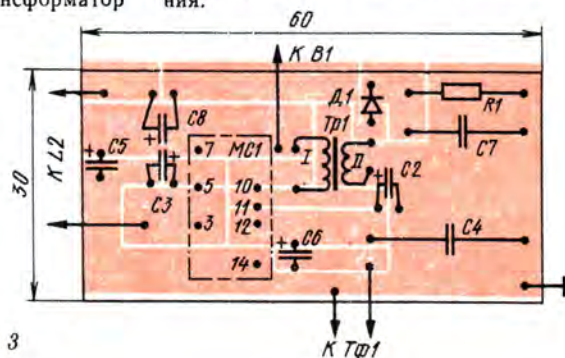 нсформатор ния.
60
К В1
30
К L2
С8
Д1
R1
Тр1
С7
С5
7
МС1
I
II
С2
С3
5
10
11
3
12
С6
С4
14
3
К Тф1